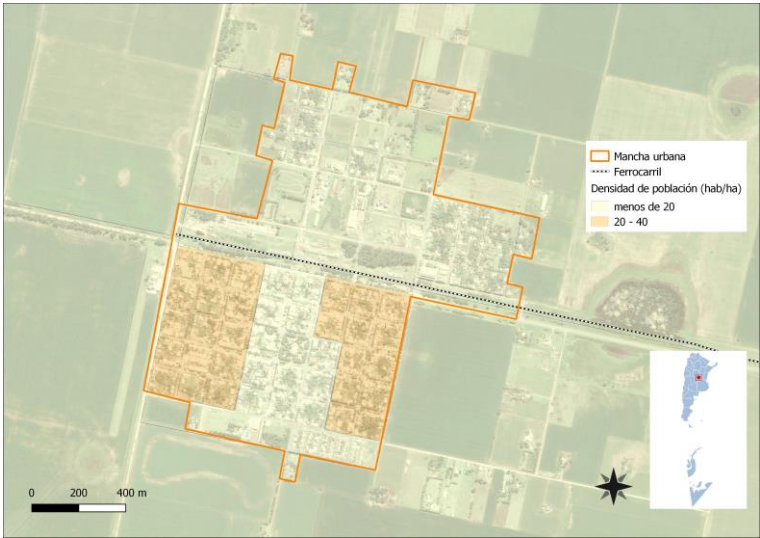 Mancha urbana
Ferrocarril
Densidad de población (hab/ha)
menos de 20
20 - 40
0 200 400 m